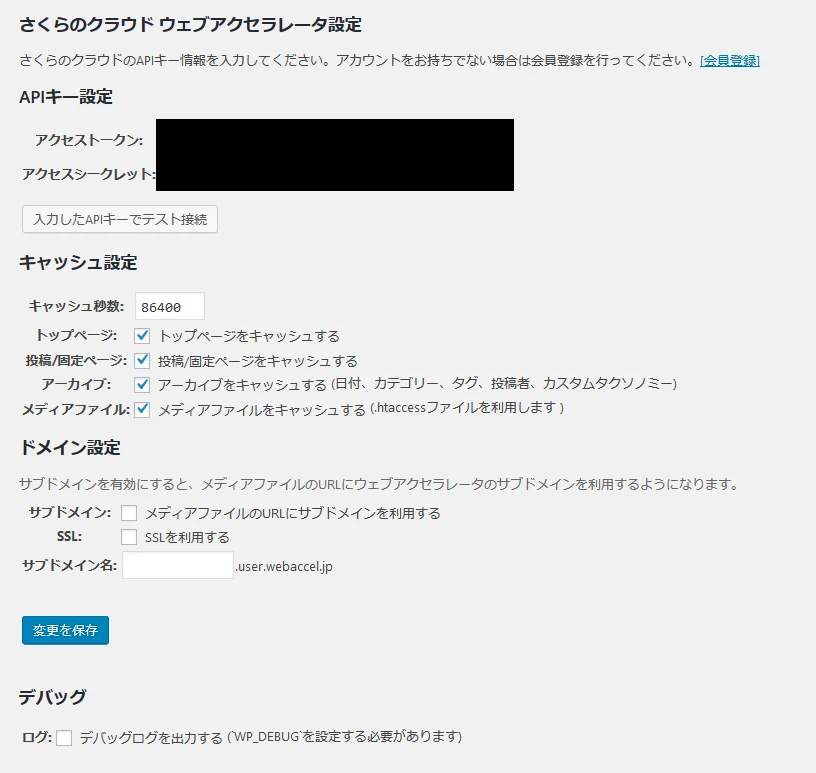 さくらのクラウド ウェブアクセラレータ設定
さくらのクラウドのAPIキー情報を入力してください。アカウントをお持ちでない場合は会員登録を行ってください。[会員登録]
APIキー設定
アクセストークン:
アクセスシークレット:
入力したAPIキーでテスト接続
キャッシュ設定
キャッシュ秒数: 86400
トップページ: トップページをキャッシュする
投稿/固定ページ: 投稿/固定ページをキャッシュする
アーカイブ: アーカイブをキャッシュする (日付、カテゴリー、タグ、投稿者、カスタムタクソノミー)
メディアファイル: メディアファイルをキャッシュする (.htaccessファイルを利用します )
ドメイン設定
サブドメインを有効にすると、メディアファイルのURLにウェブアクセラレータのサブドメインを利用するようになります。
サブドメイン: メディアファイルのURLにサブドメインを利用する
SSL: SSLを利用する
サブドメイン名: .user.webaccel.jp
変更を保存
デバッグ
ログ: デバッグログを出力する (`WP_DEBUG`を設定する必要があります)